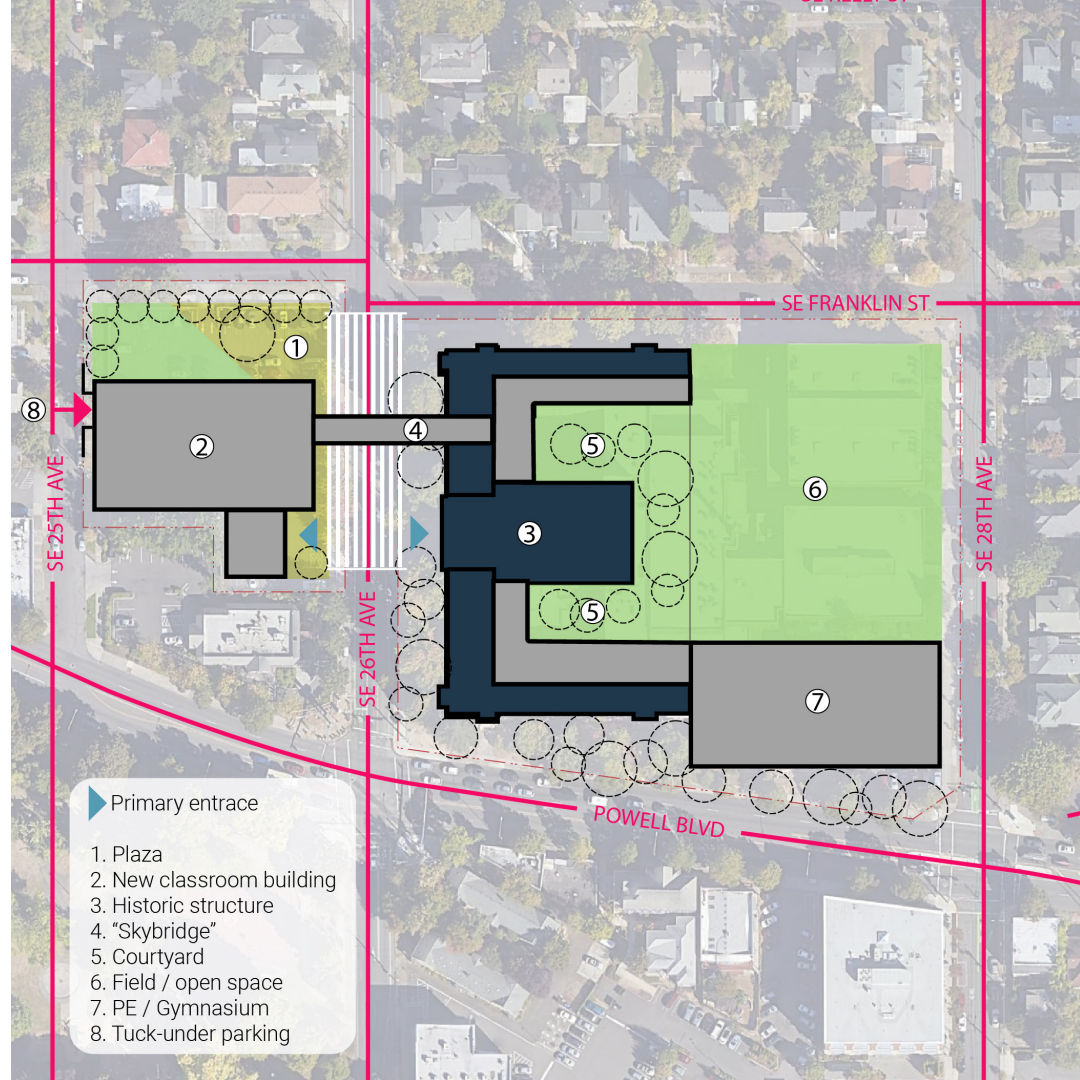 SE FRANKLIN ST
1
8
4
2
5
6
SE 25TH AVE
SE 28TH AVE
3
5
SE 26TH AVE
7
POWELL BLVD
Primary entrace
1. Plaza
2. New classroom building
3. Historic structure
4. “Skybridge”
5. Courtyard
6. Field / open space
7. PE / Gymnasium
8. Tuck-under parking